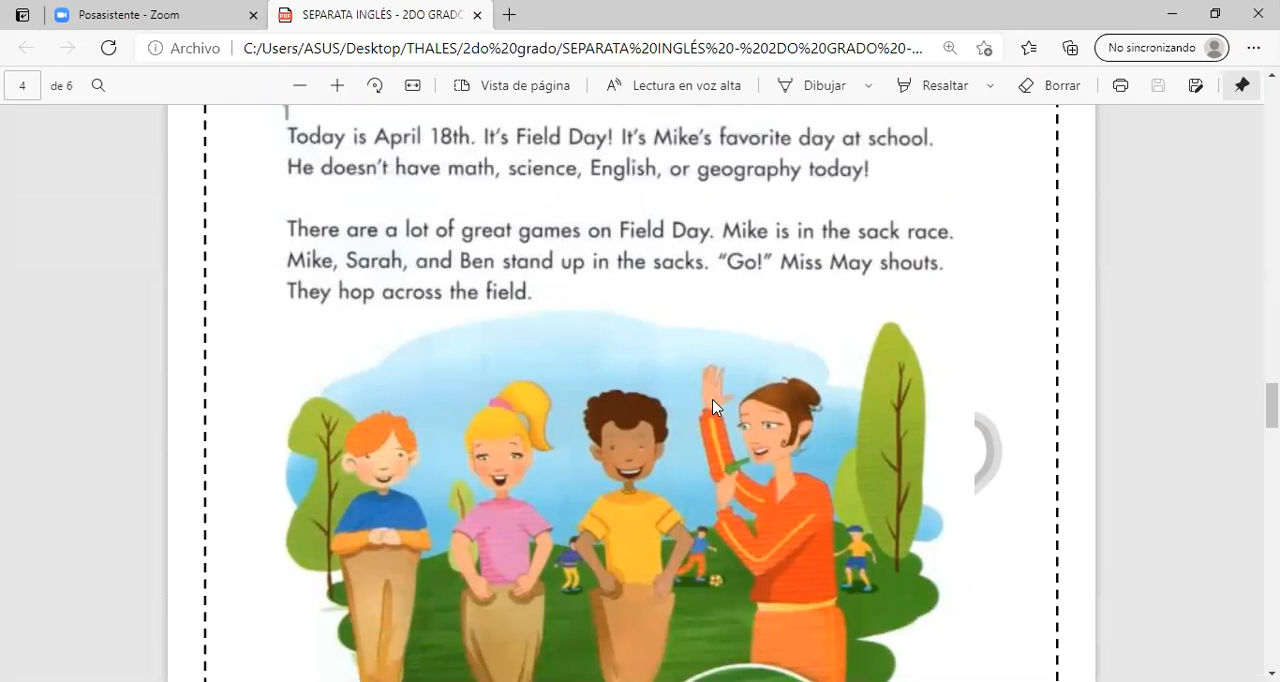 Posasistente - Zoom
SEPARATA INGLÉS - 2DO GRADO
Archivo
C:/Users/ASUS/Desktop/THALES/2do%20grado/SEPARATA%20INGLÉS%20-%202DO%20GRADO%20-...
No sincronizando
4 de 6
Vista de página
Lectura en voz alta
Dibujar
Resaltar
Borrar
Today is April 18th. It's Field Day! It's Mike's favorite day at school.
He doesn't have math, science, English, or geography today!
There are a lot of great games on Field Day. Mike is in the sack race.
Mike, Sarah, and Ben stand up in the sacks. “Go!” Miss May shouts.
They hop across the field.